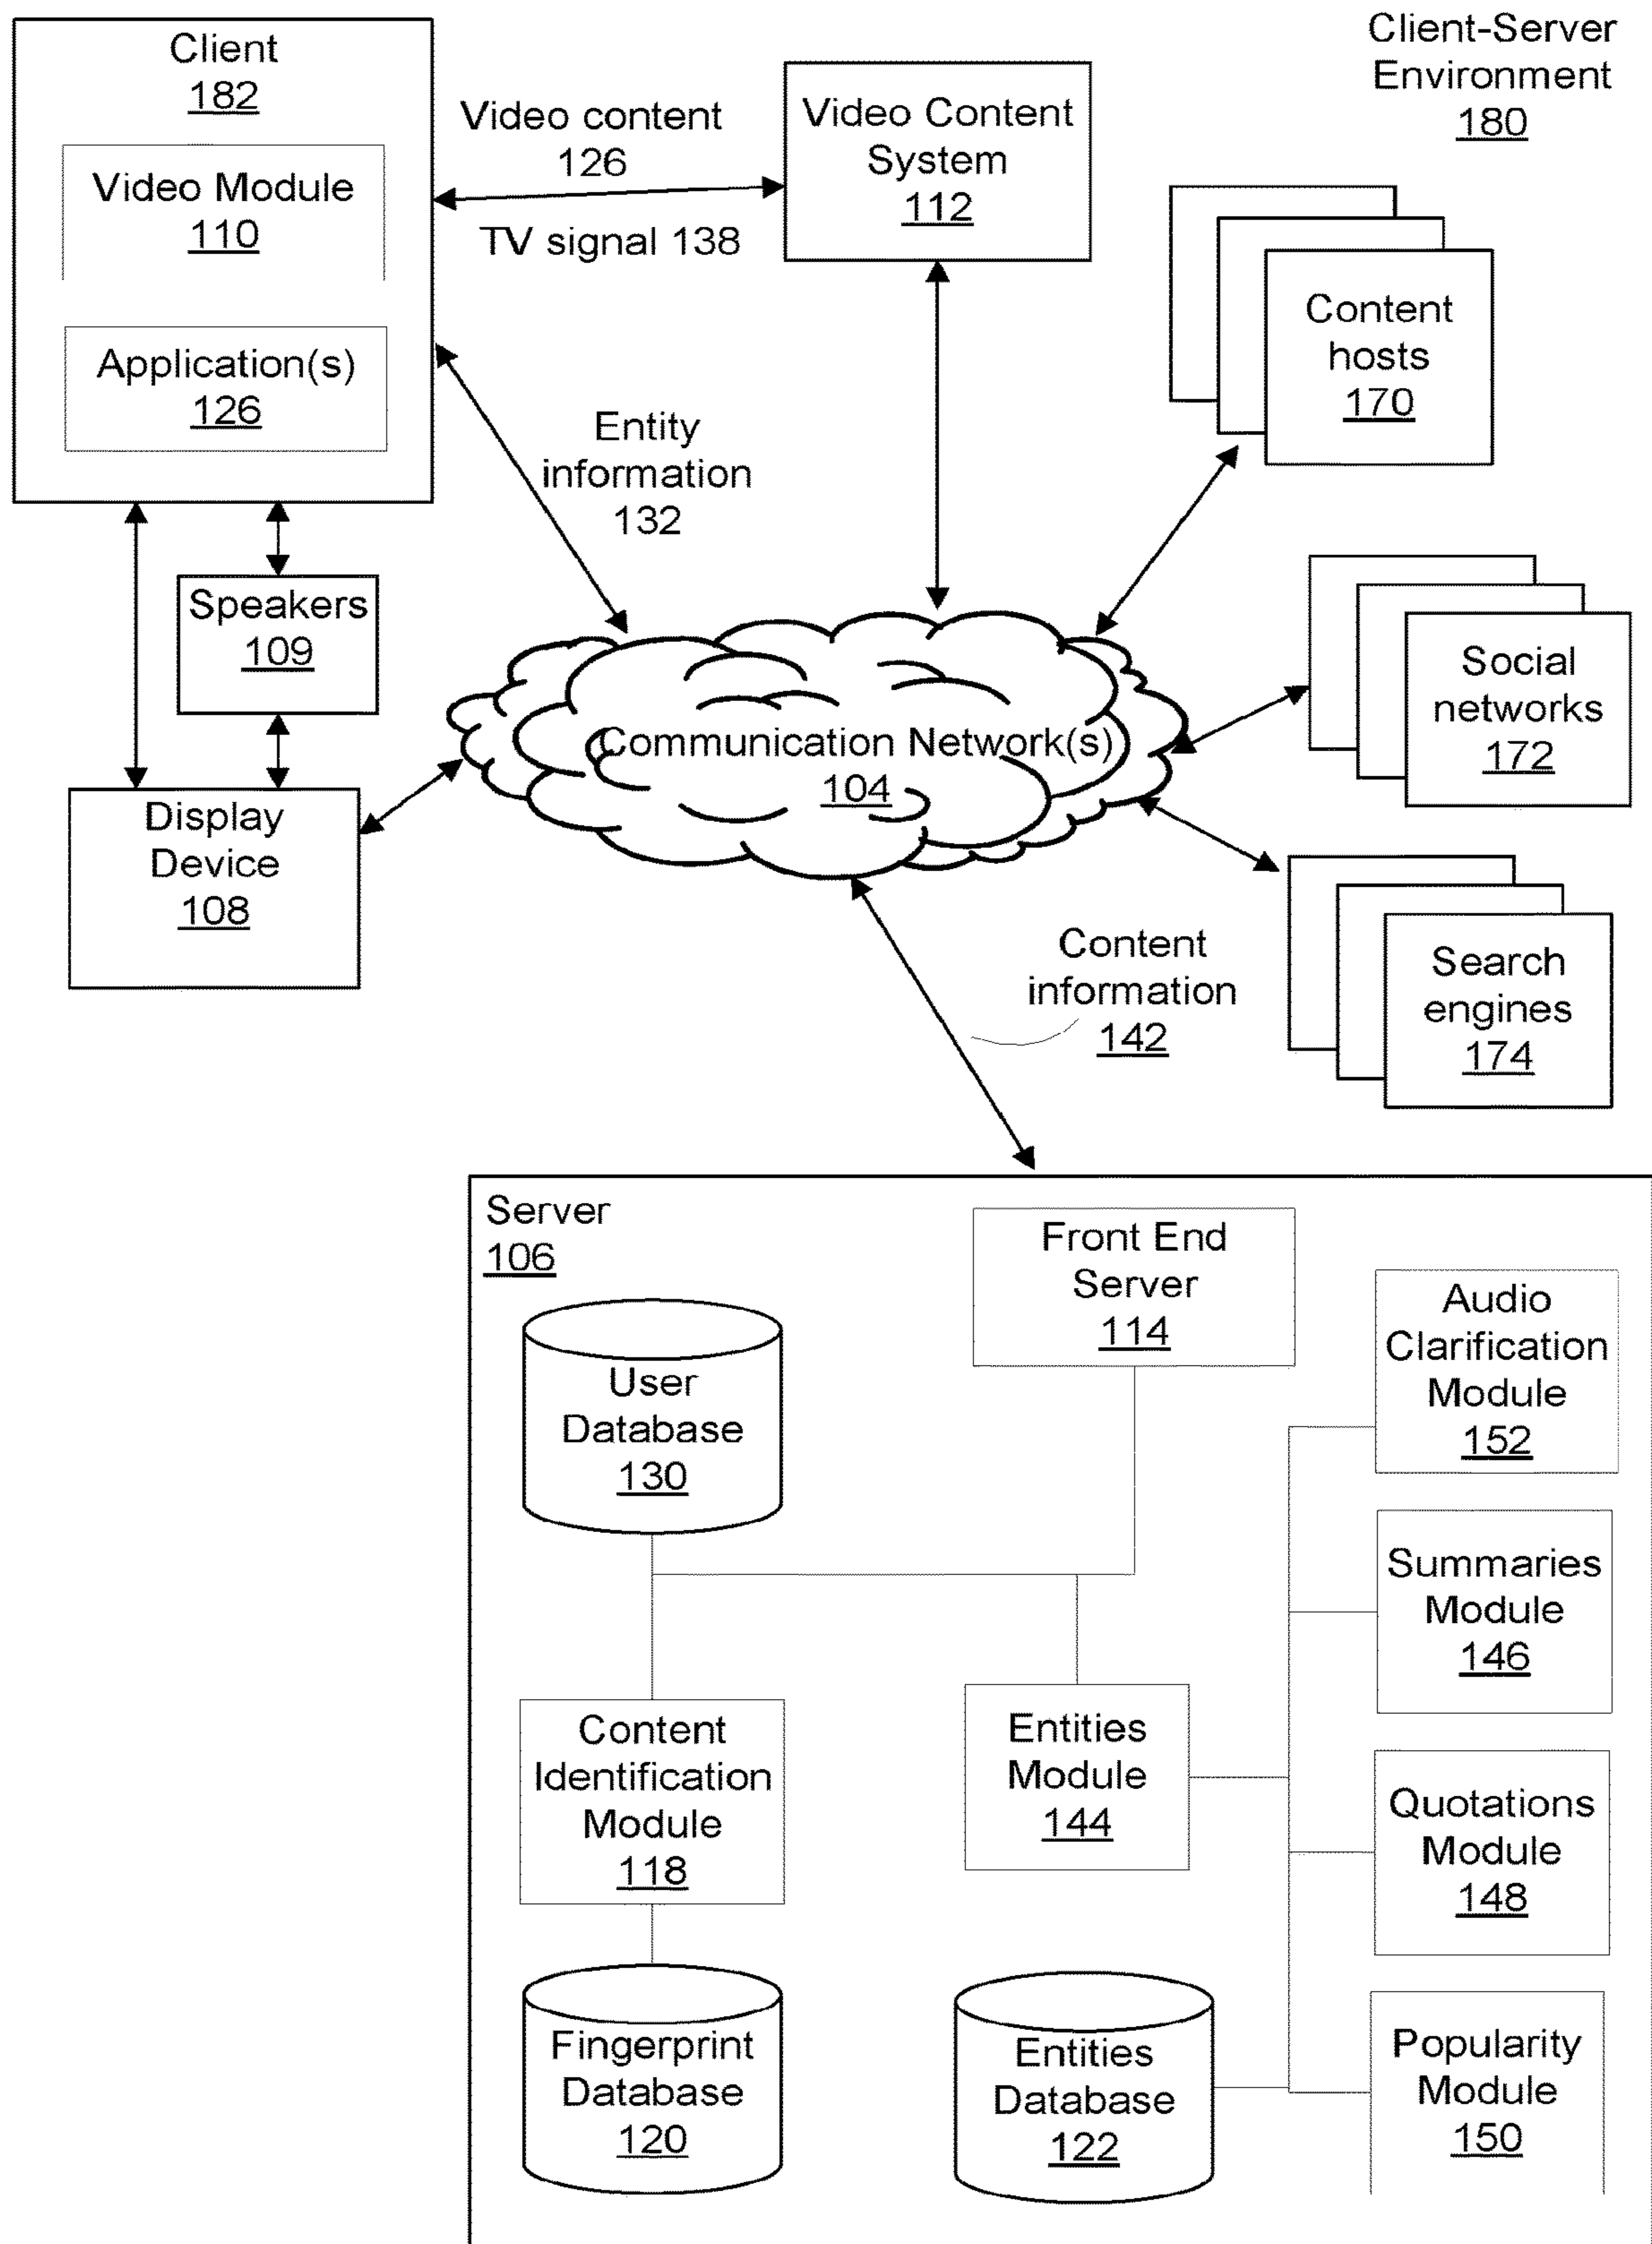 Client
182
Video Module
110
Application(s)
126
Video content
126
TV signal 138
Video Content
System
112
Client-Server
Environment
180
Content
hosts
170
Entity
information
132
Speakers
109
Social
networks
172
Communication Network(s)
104
Display
Device
108
Content
information
142
Search
engines
174
Server
106
Front End
Server
114
Audio
Clarification
Module
152
User
Database
130
Summaries
Module
146
Content
Identification
Module
118
Entities
Module
144
Quotations
Module
148
Fingerprint
Database
120
Entities
Database
122
Popularity
Module
150